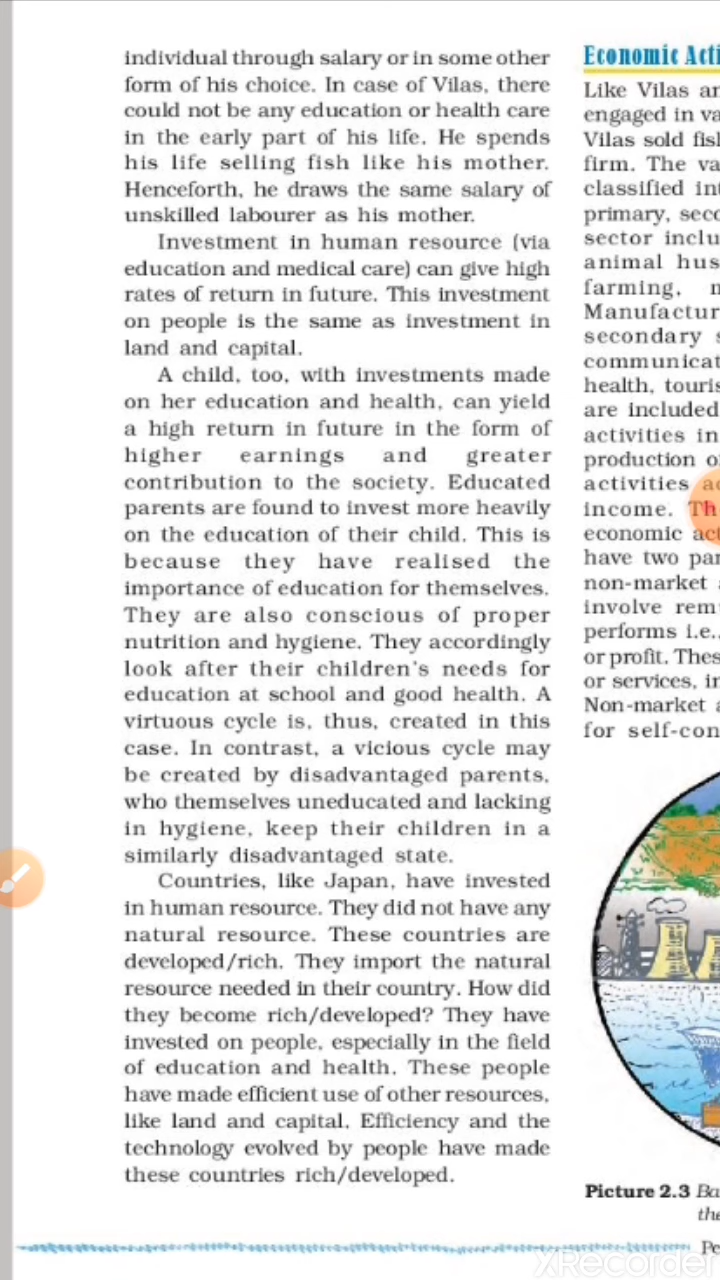 individual through salary or in some other
form of his choice. In case of Vilas, there
could not be any education or health care
in the early part of his life. He spends
his life selling fish like his mother.
Henceforth, he draws the same salary of
unskilled labourer as his mother.
Investment in human resource (via
education and medical care) can give high
rates of return in future. This investment
on people is the same as investment in
land and capital.
A child, too, with investments made
on her education and health, can yield
a high return in future in the form of
higher earnings and greater
contribution to the society. Educated
parents are found to invest more heavily
on the education of their child. This is
because they have realised the
importance of education for themselves.
They are also conscious of proper
nutrition and hygiene. They accordingly
look after their children's needs for
education at school and good health. A
virtuous cycle is, thus, created in this
case. In contrast, a vicious cycle may
be created by disadvantaged parents,
who themselves uneducated and lacking
in hygiene, keep their children in a
similarly disadvantaged state.
Countries, like Japan, have invested
in human resource. They did not have any
natural resource. These countries are
developed/rich. They import the natural
resource needed in their country. How did
they become rich/developed? They have
invested on people, especially in the field
of education and health. These people
have made efficient use of other resources,
like land and capital. Efficiency and the
technology evolved by people have made
these countries rich/developed.
Economic Acti
Like Vilas an
engaged in va
Vilas sold fish
firm. The va
classified int
primary, seco
sector inclu
animal hus
farming, m
Manufactur
secondary s
communicat
health, touris
are included
activities in
production of
activities ad
income. Th
economic act
have two par
non-market a
involve rem
performs i.e.,
or profit. Thes
or services, in
Non-market a
for self-con
Picture 2.3 Ba
the
Pe
XRecorder